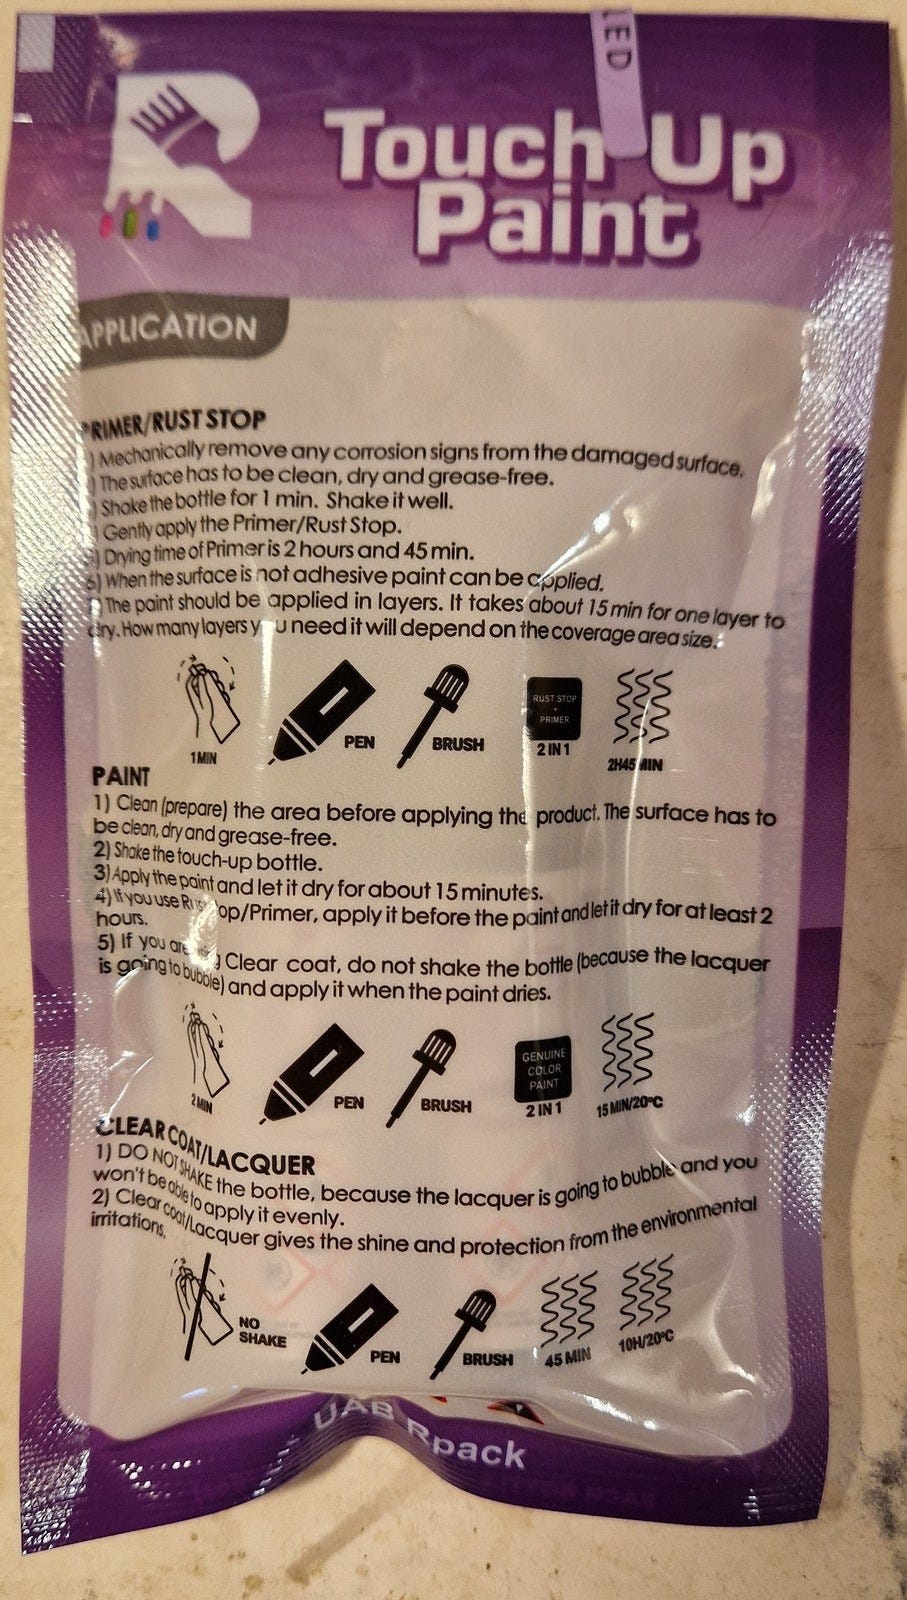 LED
Touch Up
Paint
APPLICATION
PRIMER/RUST STOP
) Mechanically remove any corrosion signs from the damaged surface.
) The surface has to be clean, dry and grease-free.
) Shake the bottle for 1 min. Shake it well.
) Gently apply the Primer/Rust Stop.
5) Drying time of Primer is 2 hours and 45 min.
6) When the surface is not adhesive paint can be applied.
) The paint should be applied in layers. It takes about 15 min for one layer to
dry. How many layers you need it will depend on the coverage area size.
1 MIN
PEN
BRUSH
RUST STOP
+
PRIMER
2 IN 1
2H45 MIN
PAINT
1) Clean (prepare) the area before applying the product. The surface has to
be clean, dry and grease-free.
2) Shake the touch-up bottle.
3) Apply the paint and let it dry for about 15 minutes.
4) If you use Rust Stop/Primer, apply it before the paint and let it dry for at least 2
hours.
5) If you are Clear coat, do not shake the bottle (because the lacquer
is going to bubble) and apply it when the paint dries.
2 MIN
PEN
BRUSH
GENUINE
COLOR
PAINT
2 IN 1
15 MIN/20°C
CLEAR COAT/LACQUER
1) DO NOT SHAKE the bottle, because the lacquer is going to bubble and you
won't be able to apply it evenly.
2) Clear coat/Lacquer gives the shine and protection from the environmental
irritations.
NO
SHAKE
PEN
BRUSH
45 MIN
10H/20°C
UAB Rpack